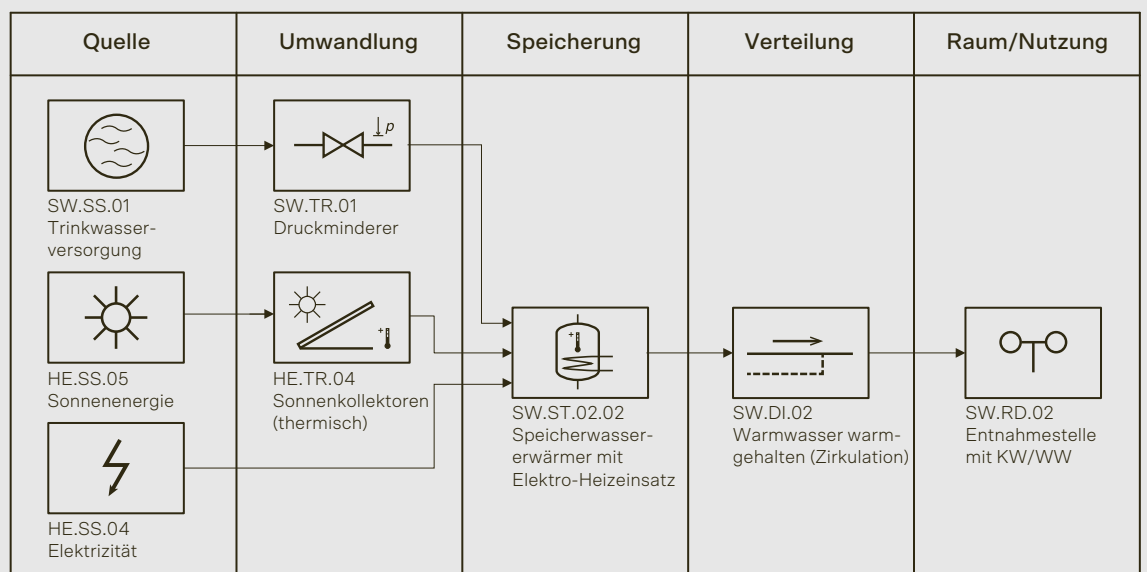 Quelle
Umwandlung
Speicherung
Verteilung
Raum/Nutzung
SW.SS.01
Trinkwasser-
versorgung
HE.SS.05
Sonnenenergie
HE.SS.04
Elektrizität
p
SW.TR.01
Druckminderer
+
HE.TR.04
Sonnenkollektoren
(thermisch)
+
SW.ST.02.02
Speicherwasser-
erwärmer mit
Elektro-Heizeinsatz
SW.DI.02
Warmwasser warm-
gehalten (Zirkulation)
SW.RD.02
Entnahmestelle
mit KW/WW